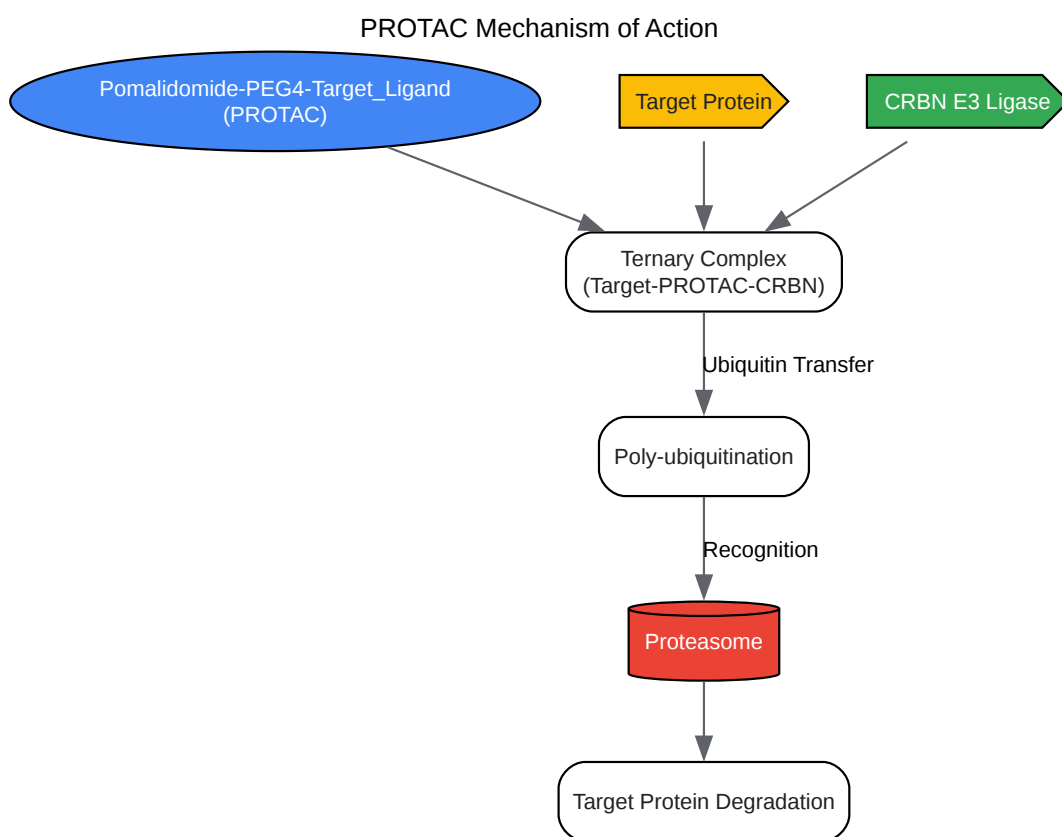 PROTAC Mechanism of Action
Pomalidomide-PEG4-Target_Ligand
(PROTAC)
Target Protein
CRBN E3 Ligase
Ternary Complex
(Target-PROTAC-CRBN)
Ubiquitin Transfer
Poly-ubiquitination
Recognition
Proteasome
Target Protein Degradation